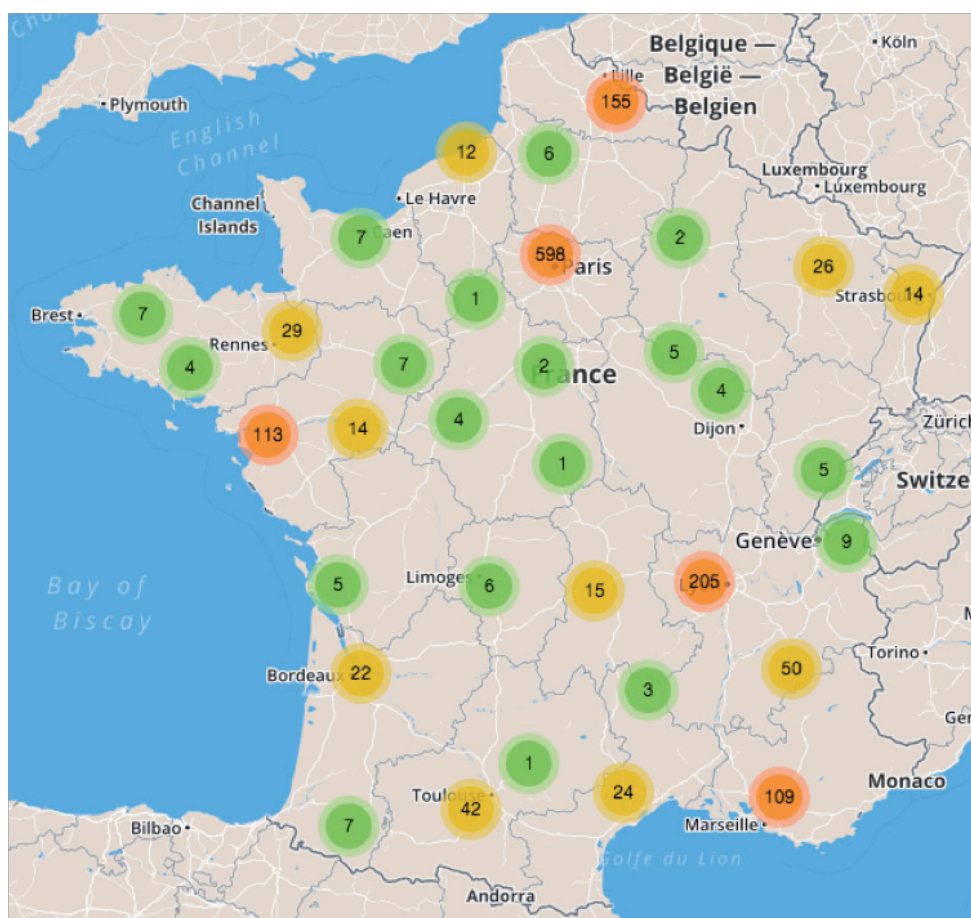 Belgique —
België —
Belgien
Köln
Lille
155
Plymouth
English
Channel
12
6
Luxembourg
Luxembourg
Le Havre
Channel
Islands
7
Caen
2
598
Paris
26
14
Strasbourg
1
7
Brest
29
Rennes
4
7
2
France
5
4
Dijon
Zürich
113
14
4
1
5
Switze
Genève
9
Bay of
Biscay
5
Limoges
6
15
205
Lyon
Torino
50
Bordeaux
22
3
Ge
Monaco
1
Toulouse
42
24
109
Marseille
7
Bilbao
Golfe du Lion
Andorra